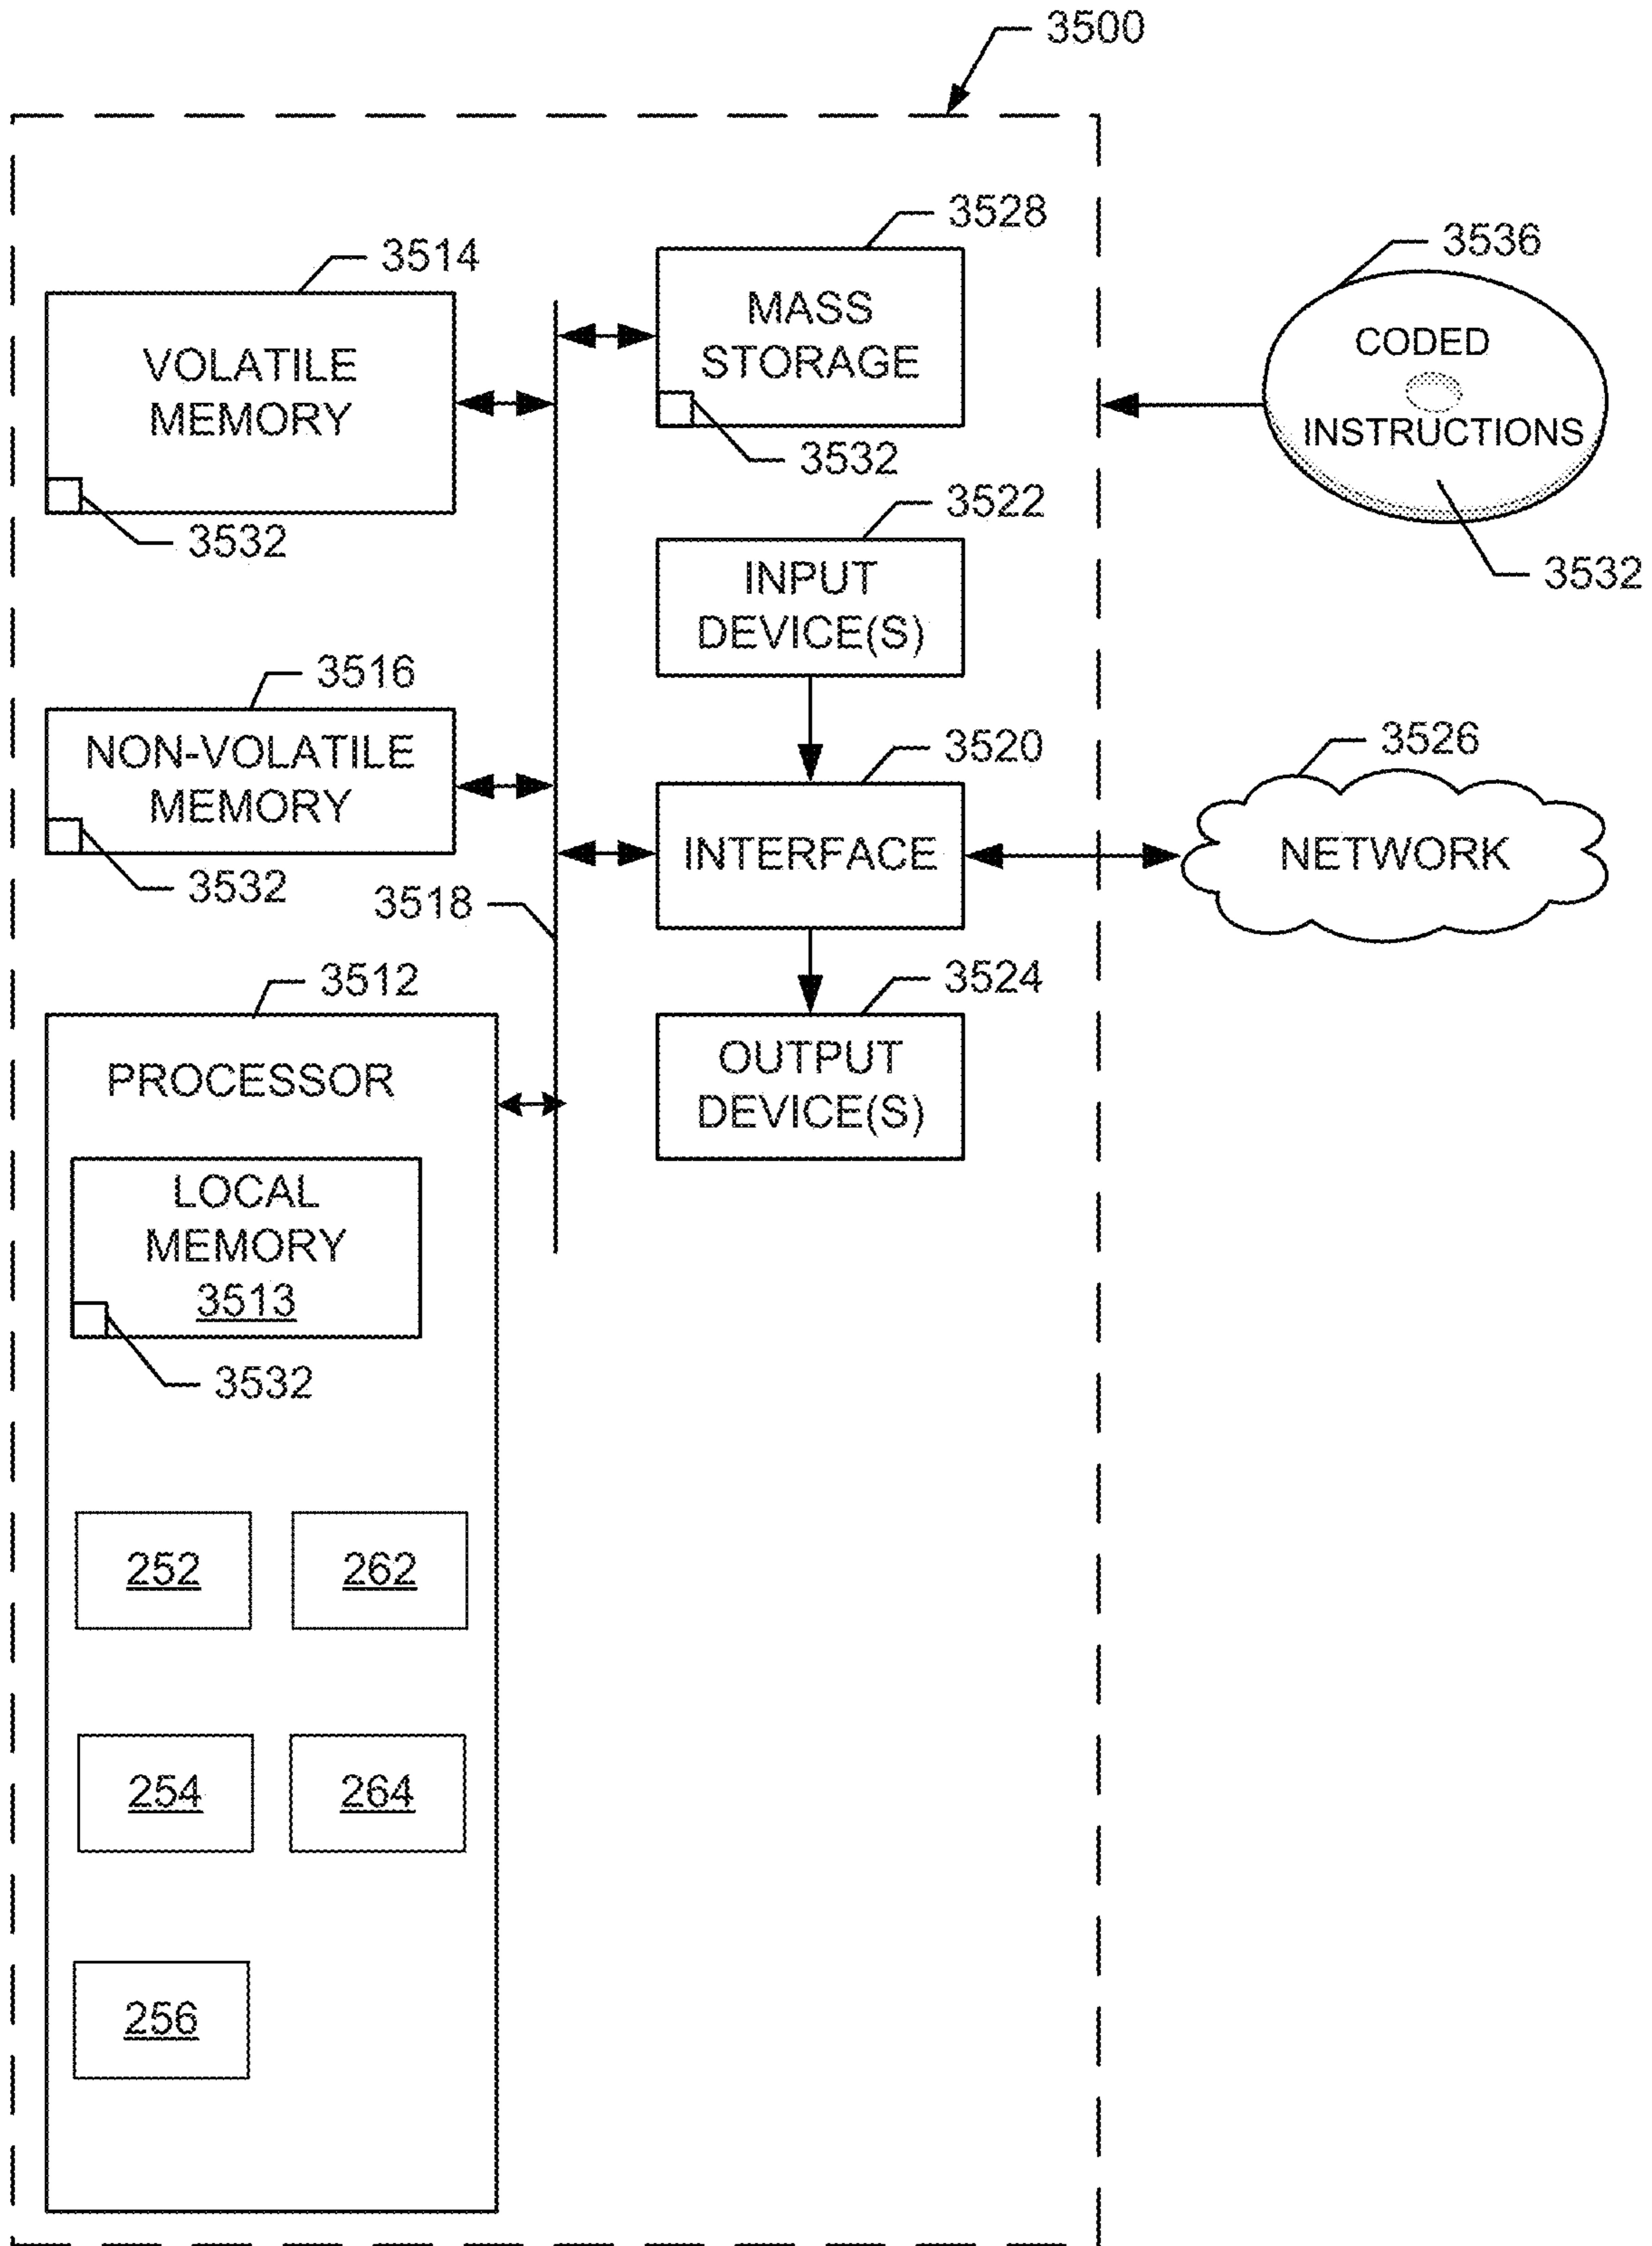 3500
3528
3514
3536
MASS
STORAGE
VOLATILE
MEMORY
CODED
INSTRUCTIONS
3532
3532
3522
3532
INPUT
DEVICE(S)
3516
3520
3526
NON-VOLATILE
MEMORY
INTERFACE
NETWORK
3532
3518
3512
3524
PROCESSOR
OUTPUT
DEVICE(S)
LOCAL
MEMORY
3513
3532
252
262
254
264
256